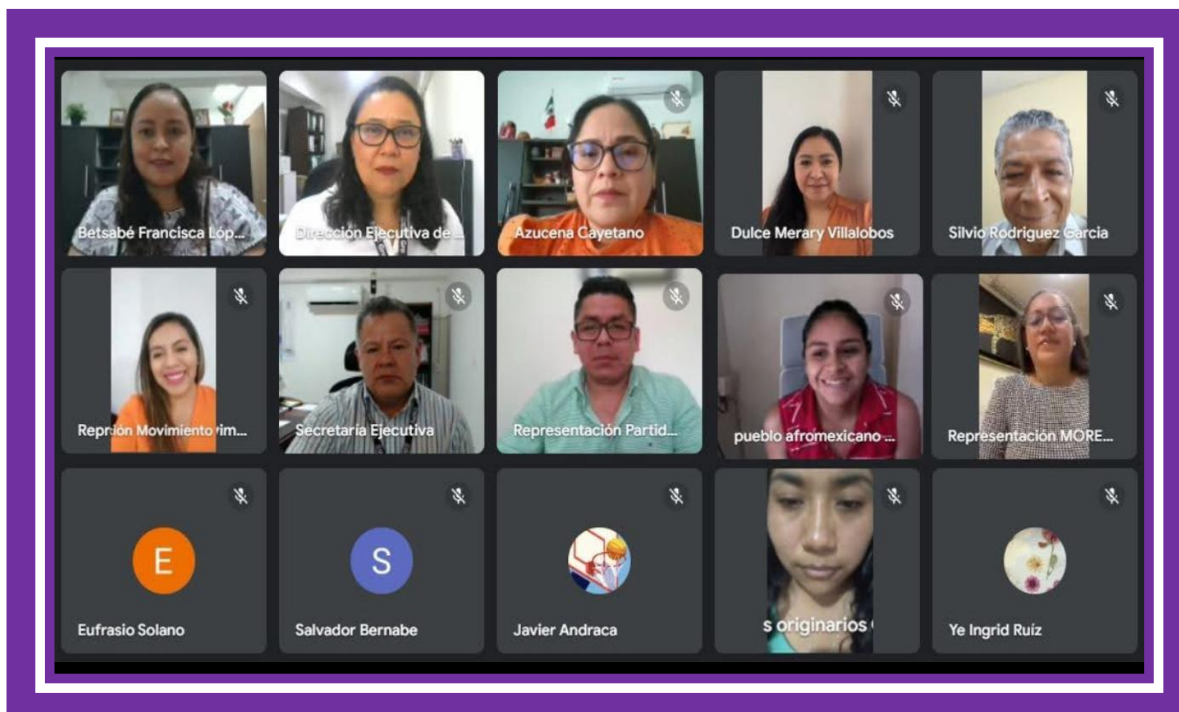 Betsabé Francisca Lóp...
Dirección Ejecutiva de ...
Azucena Cayetano
Dulce Merary Villalobos
Silvio Rodriguez Garcia
Movimiento
Secretaría Ejecutiva
Representación Partid...
pueblo afromexicano ...
Representación MORE...
E
Eufrasio Solano
S
Salvador Bernabe
Javier Andraca
s originarios
Ye Ingrid Ruíz